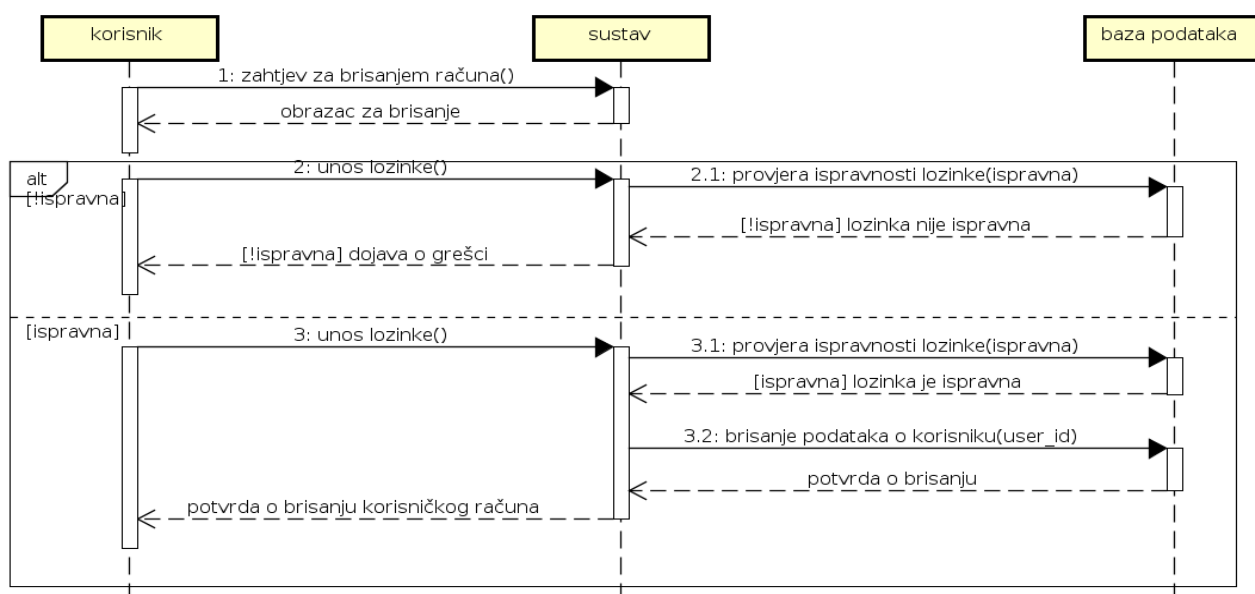 korisnik
sustav
baza podataka
1: zahtjev za brisanjem računa()
obrazac za brisanje
alt
[!ispravna]
2: unos lozinke()
2.1: provjera ispravnosti lozinke(ispravna)
[!ispravna] lozinka nije ispravna
[!ispravna] dojava o grešci
[ispravna]
3: unos lozinke()
3.1: provjera ispravnosti lozinke(ispravna)
[ispravna] lozinka je ispravna
3.2: brisanje podataka o korisniku(user_id)
potvrda o brisanju
potvrda o brisanju korisničkog računa